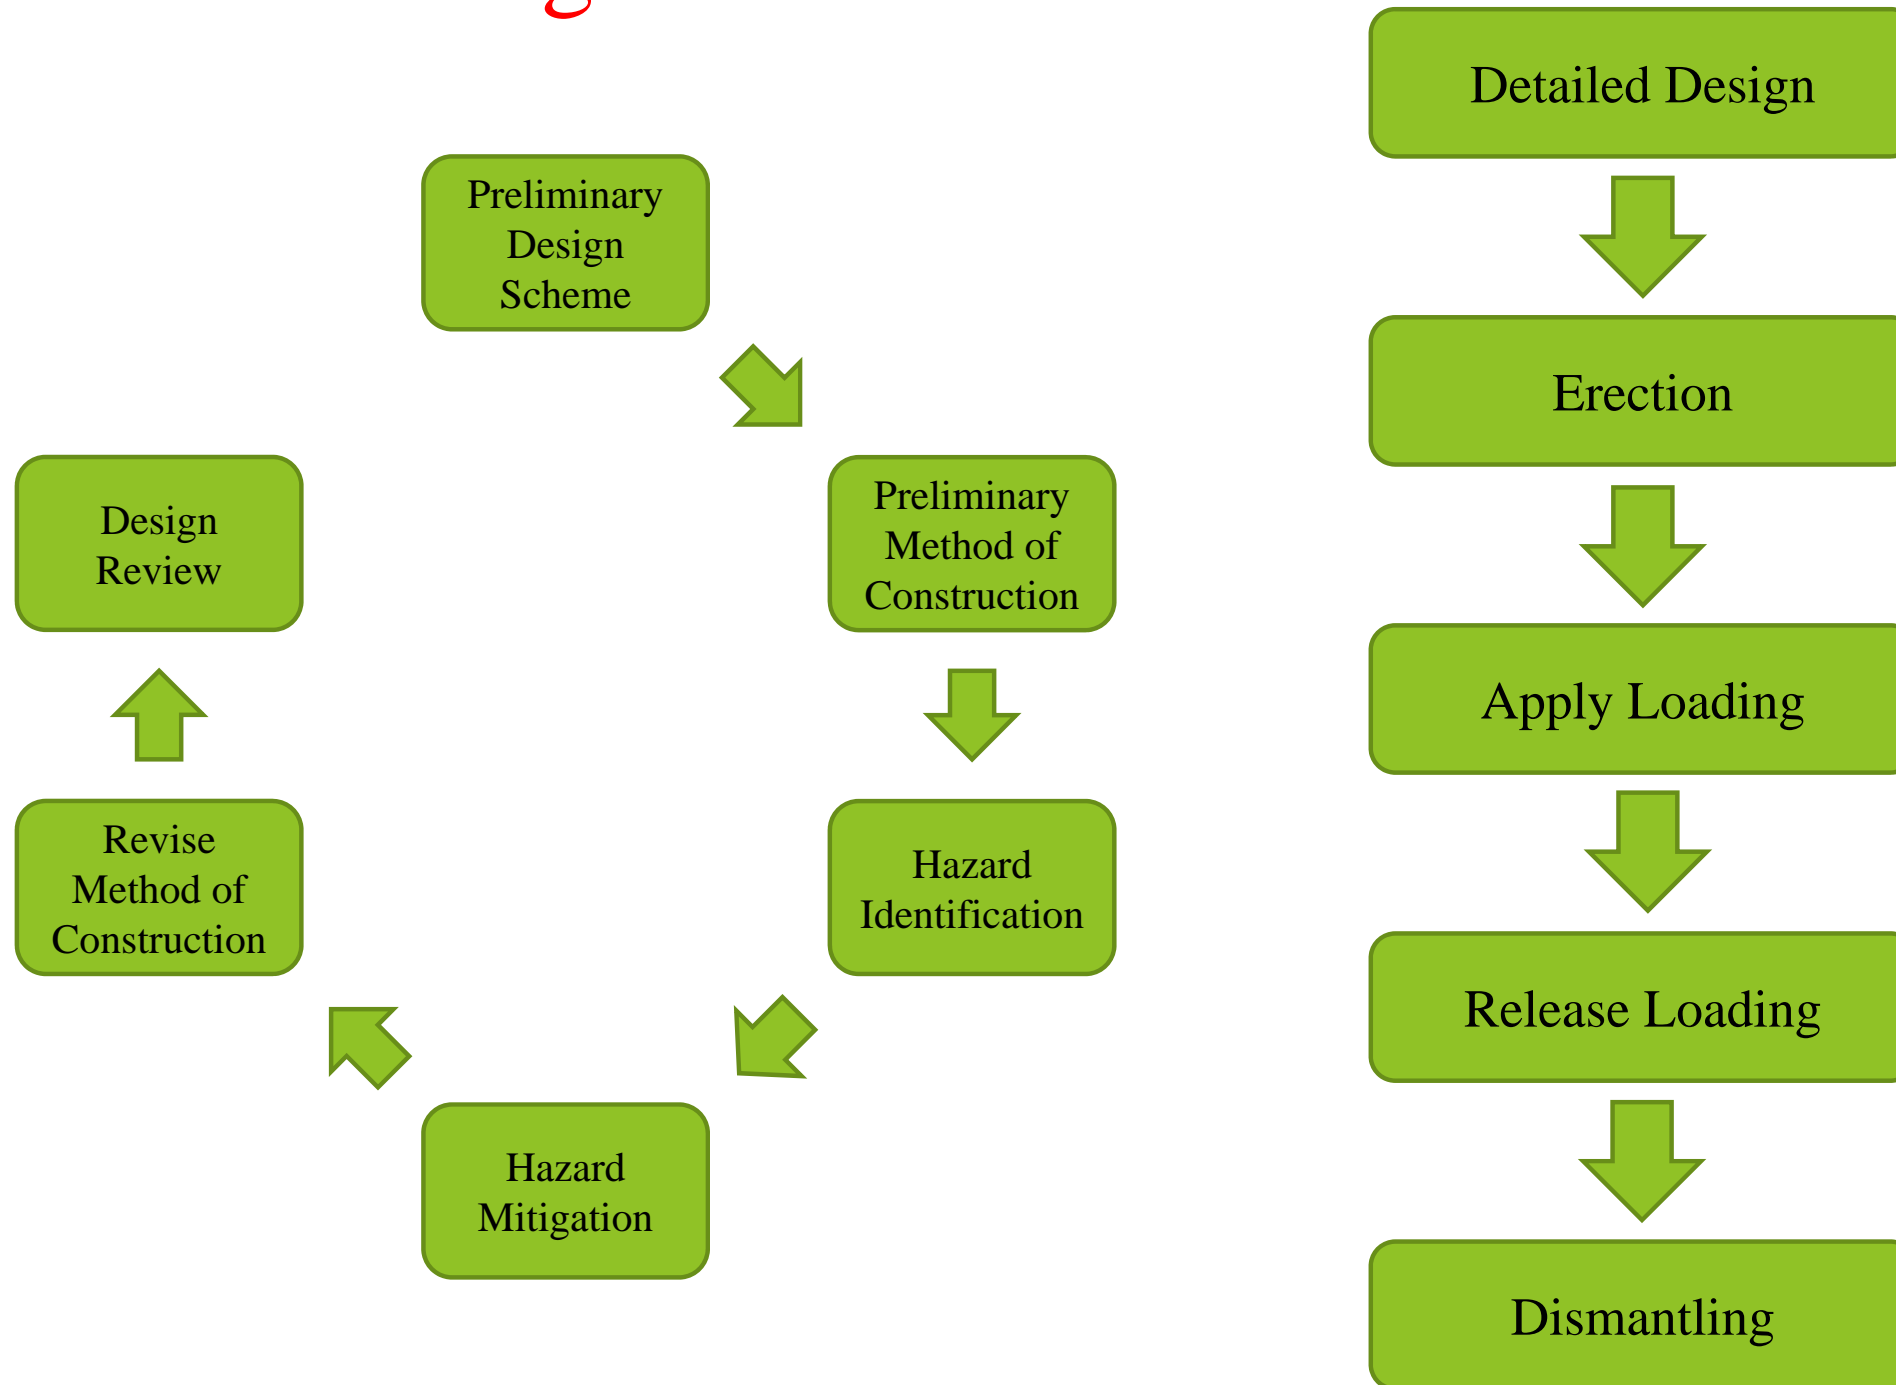 Preliminary
Design
Scheme
Preliminary
Method of
Construction
Hazard
Identification
Hazard
Mitigation
Revise
Method of
Construction
Design
Review
Detailed Design
Erection
Apply Loading
Release Loading
Dismantling